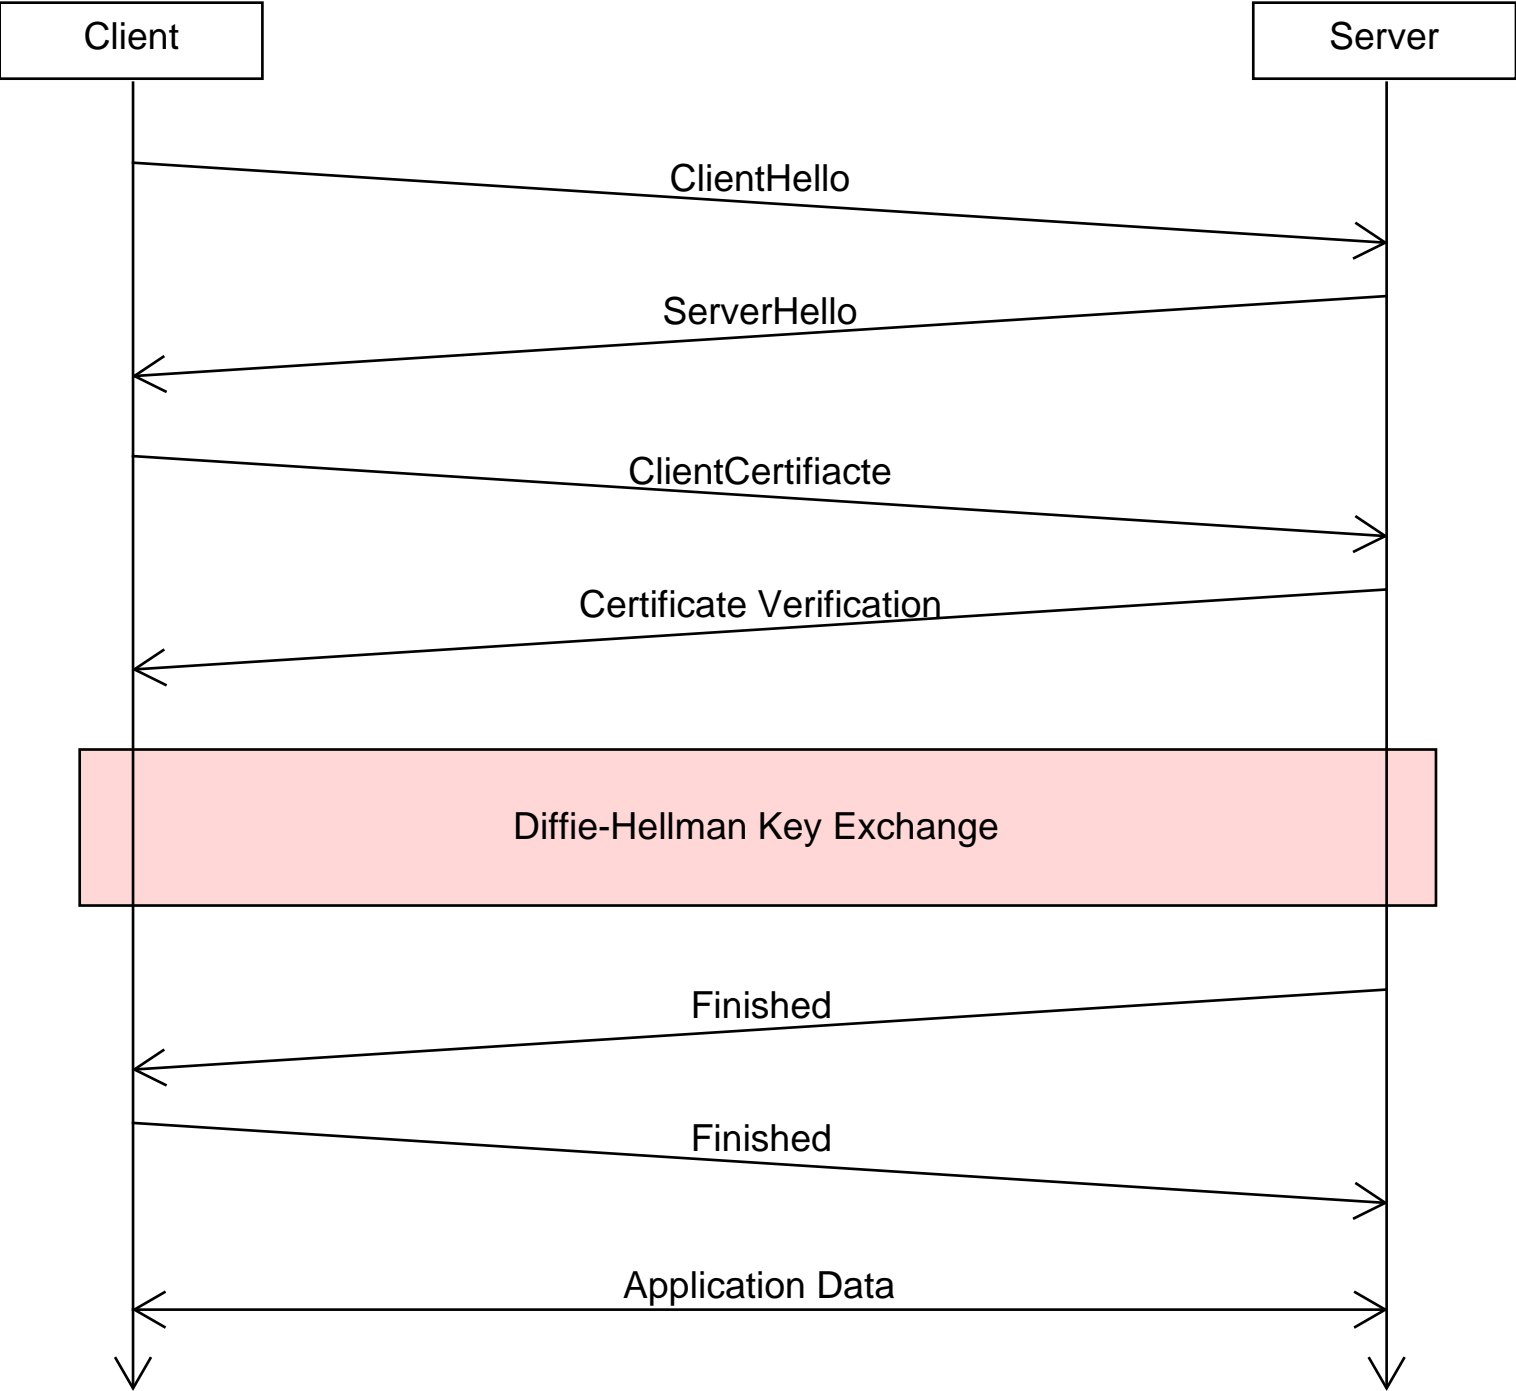 Client
Server
ClientHello
ServerHello
ClientCertifiacte
Certificate Verification
Diffie-Hellman Key Exchange
Finished
Finished
Application Data